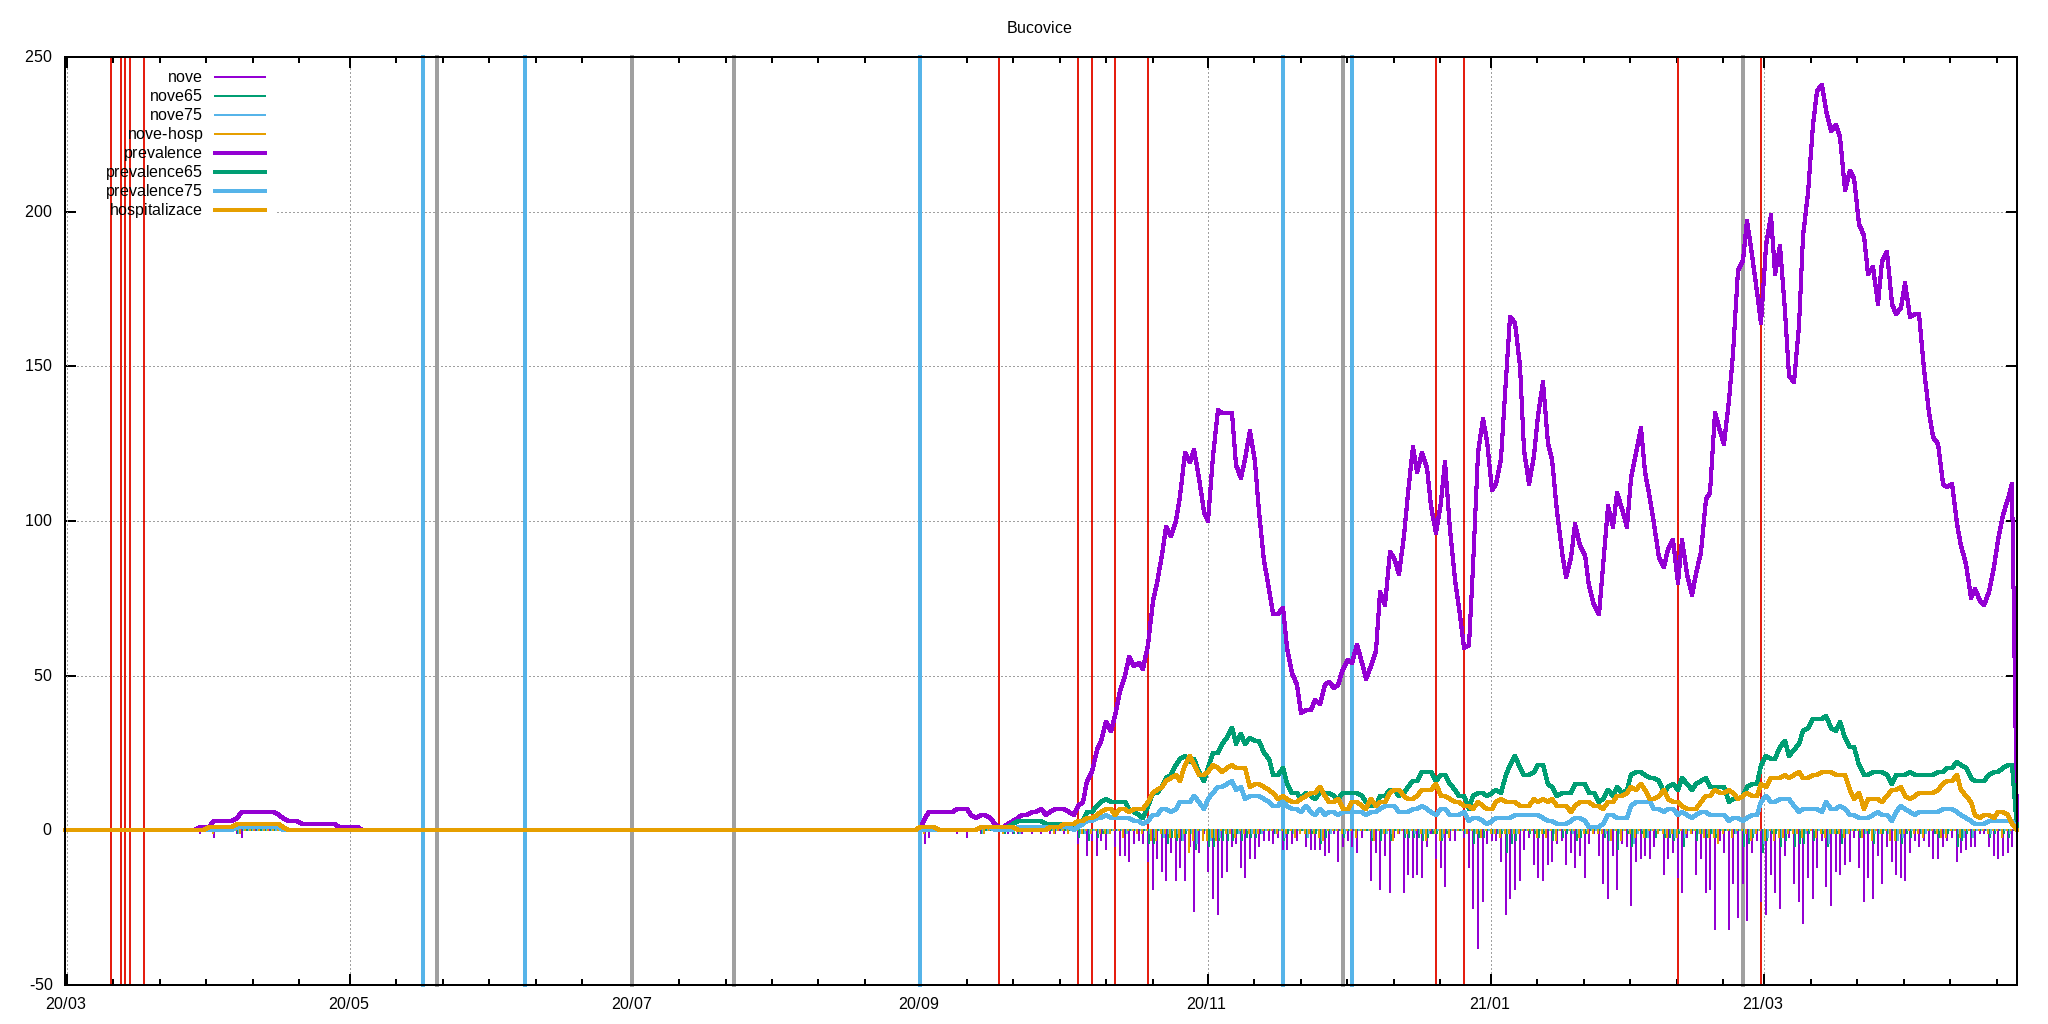 Bucovice
250
200
150
100
50
0
-50
nove
nove65
nove75
nove-hosp
prevalence
prevalence65
prevalence75
hospitalizace
20/03 20/05 20/07 20/09 20/11 21/01 21/03